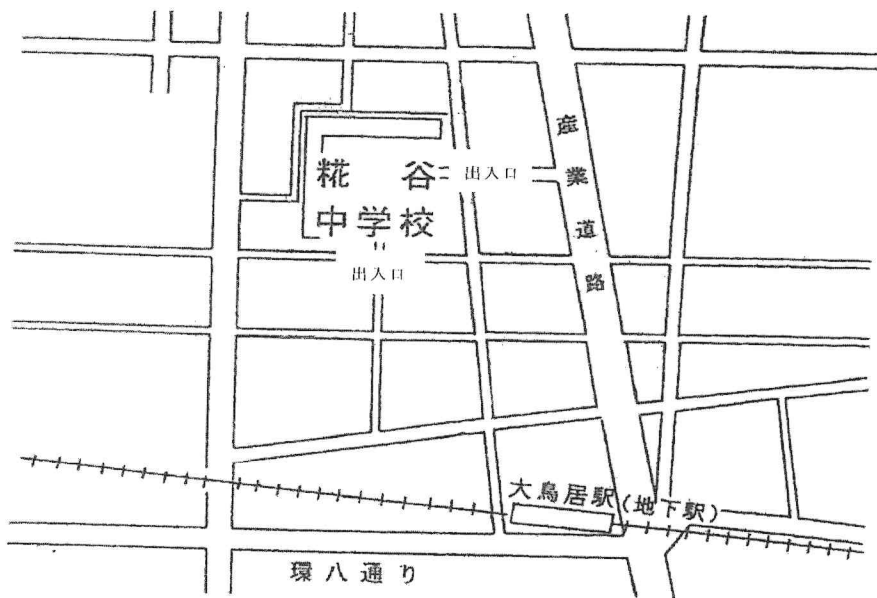 産業道路
糀谷
中学校
出入口
出入口
大鳥居駅(地下駅)
環八通り